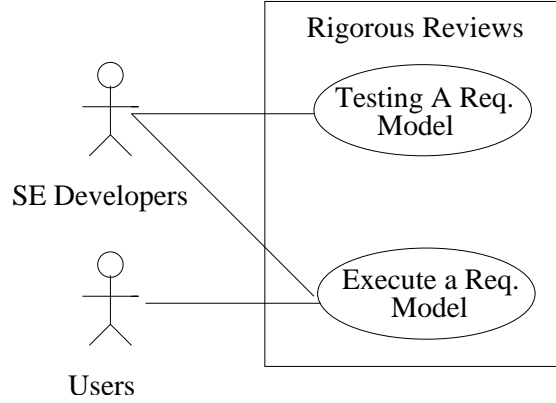 Rigorous Reviews
Testing A Req.
Model
SE Developers
Execute a Req.
Model
Users